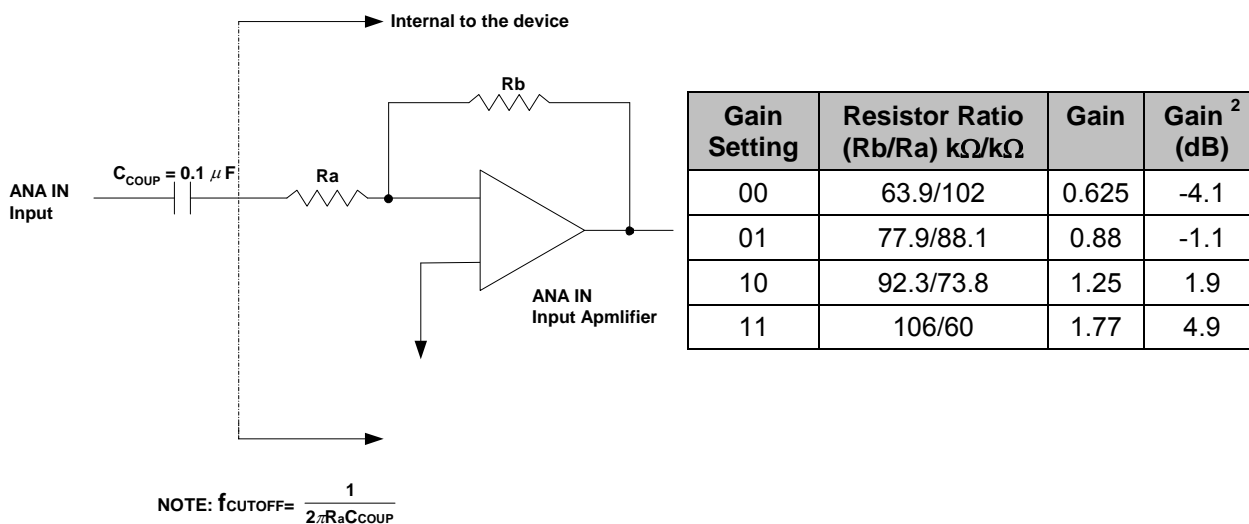 Internal to the device
Rb
C_COUP = 0.1 μF
Ra
ANA IN
Input
ANA IN
Input Apmlifier
NOTE: fCUTOFF= 1
2πRaCCOUP
Gain Setting | Resistor Ratio (Rb/Ra) kΩ/kΩ | Gain | Gain ² (dB)
00 | 63.9/102 | 0.625 | -4.1
01 | 77.9/88.1 | 0.88 | -1.1
10 | 92.3/73.8 | 1.25 | 1.9
11 | 106/60 | 1.77 | 4.9